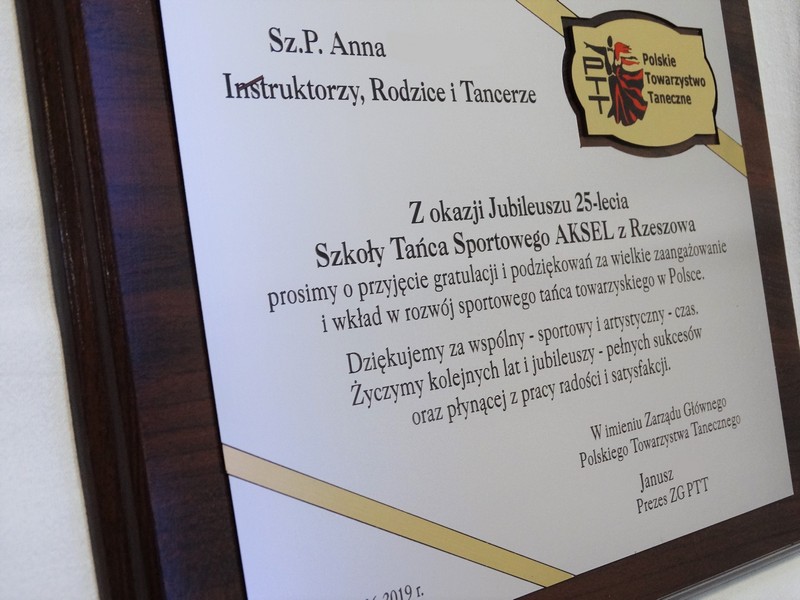 Sz.P. Anna
Instruktorzy, Rodzice i Tancerze
PTT
Polskie
Towarzystwo
Taneczne
Z okazji Jubileuszu 25-lecia
Szkoły Tańca Sportowego AKSEL z Rzeszowa
prosimy o przyjęcie gratulacji i podziękowań za wielkie zaangażowanie
i wkład w rozwój sportowego tańca towarzyskiego w Polsce.
Dziękujemy za wspólny - sportowy i artystyczny - czas.
Życzymy kolejnych lat i jubileuszy - pełnych sukcesów
oraz płynącej z pracy radości i satysfakcji.
W imieniu Zarządu Głównego
Polskiego Towarzystwa Tanecznego
Janusz
Prezes ZG PTT
2019 r.